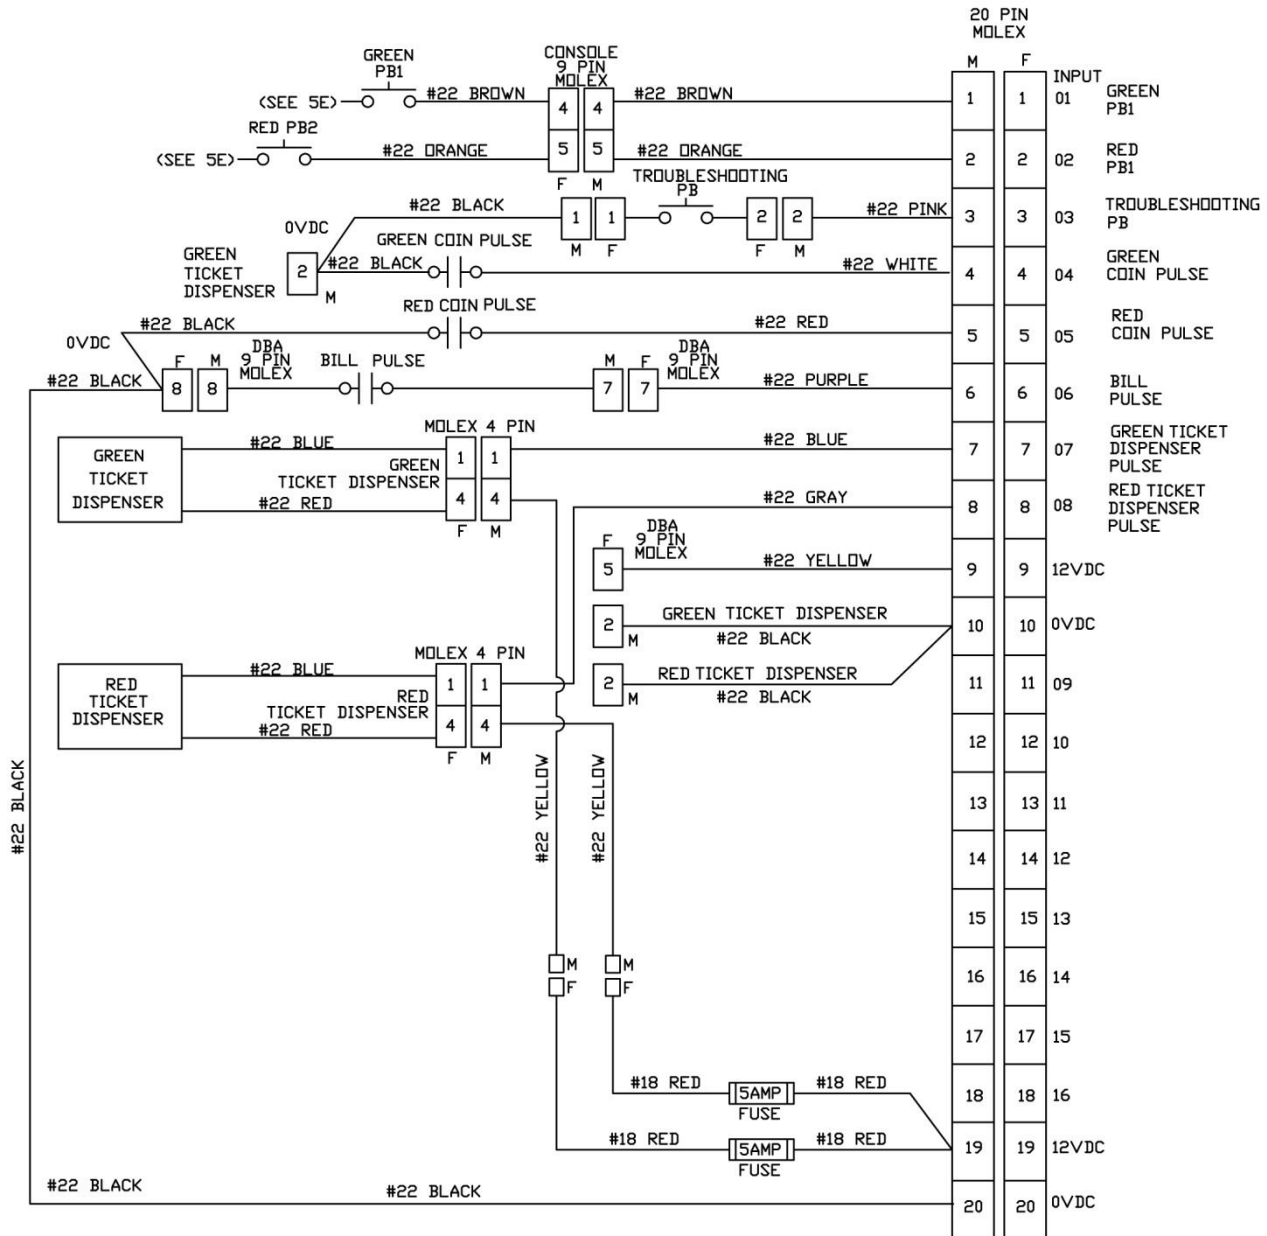 20 PIN
MOLEX
M F
INPUT
GREEN
PB1
CONSOLE
9 PIN
MOLEX
(SEE 5E)
#22 BROWN
4 4
#22 BROWN
1 1 01
GREEN
PB1
RED PB2
(SEE 5E)
#22 ORANGE
5 5
#22 ORANGE
2 2 02
RED
PB1
F M
TROUBLESHOOTING
PB
#22 BLACK
1 1
M F
2 2
F M
#22 PINK
3 3 03
TROUBLESHOOTING
PB
0VDC
GREEN COIN PULSE
GREEN
TICKET
DISPENSER
2
M
#22 BLACK
#22 WHITE
4 4 04
GREEN
COIN PULSE
RED COIN PULSE
#22 BLACK
#22 RED
5 5 05
RED
COIN PULSE
0VDC
#22 BLACK
F M
8 8
DBA
9 PIN
MOLEX
BILL PULSE
M F
7 7
DBA
9 PIN
MOLEX
#22 PURPLE
6 6 06
BILL
PULSE
MOLEX 4 PIN
GREEN
TICKET
DISPENSER
#22 BLUE
1 1
#22 BLUE
7 7 07
GREEN TICKET
DISPENSER
PULSE
GREEN
TICKET DISPENSER
#22 RED
4 4
F M
#22 GRAY
8 8 08
RED TICKET
DISPENSER
PULSE
F
5
DBA
9 PIN
MOLEX
#22 YELLOW
9 9 12VDC
2
M
GREEN TICKET DISPENSER
#22 BLACK
10 10 0VDC
2
M
RED TICKET DISPENSER
#22 BLACK
11 11 09
MOLEX 4 PIN
RED
TICKET
DISPENSER
#22 BLUE
1 1
RED
TICKET DISPENSER
#22 RED
4 4
F M
12 12 10
#22 BLACK
#22 YELLOW
#22 YELLOW
13 13 11
14 14 12
15 15 13
M
F
M
F
16 16 14
17 17 15
#18 RED
5AMP
FUSE
#18 RED
18 18 16
#18 RED
5AMP
FUSE
#18 RED
19 19 12VDC
#22 BLACK
#22 BLACK
20 20 0VDC